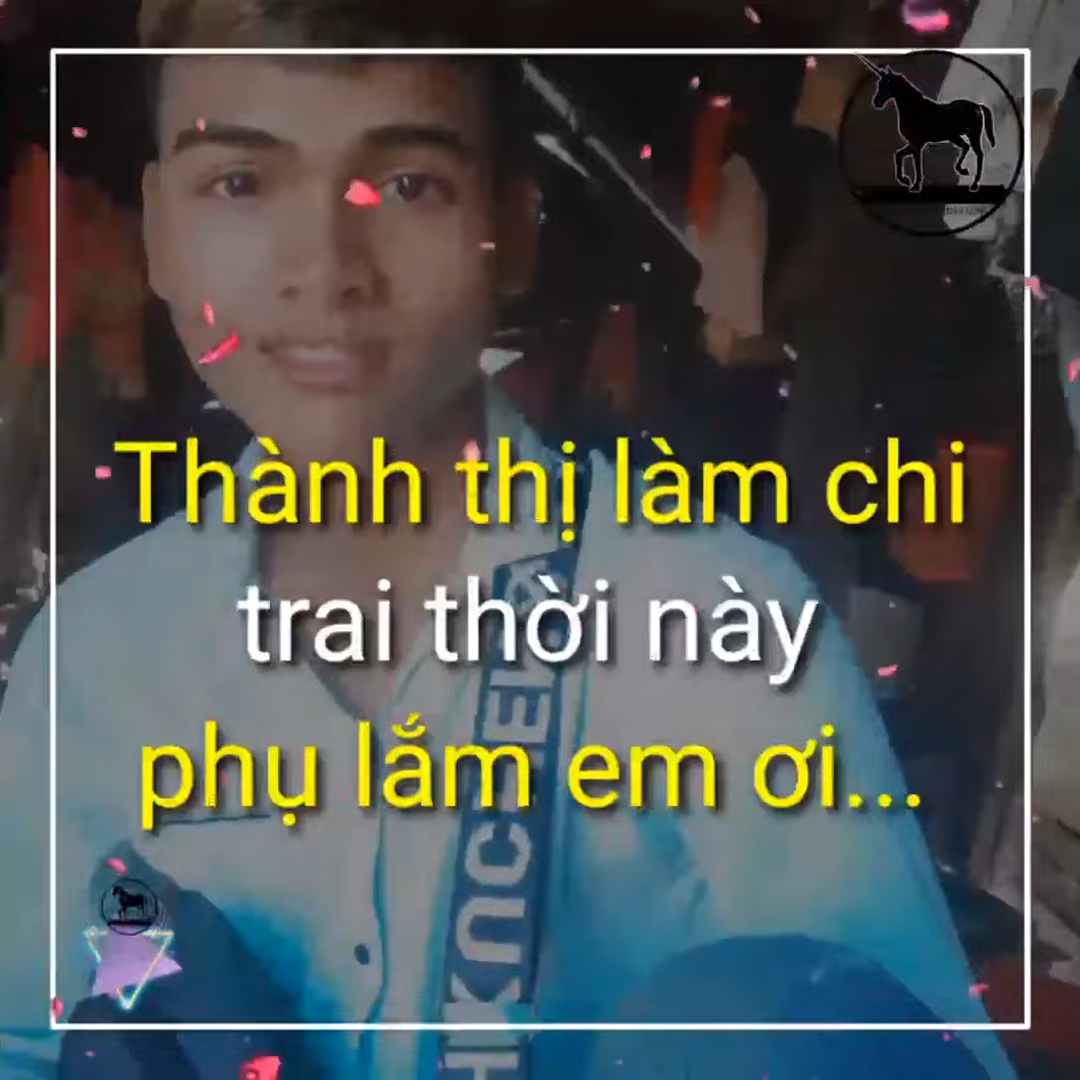 Thành thị làm chi
trai thời này
phụ lắm em ơi...